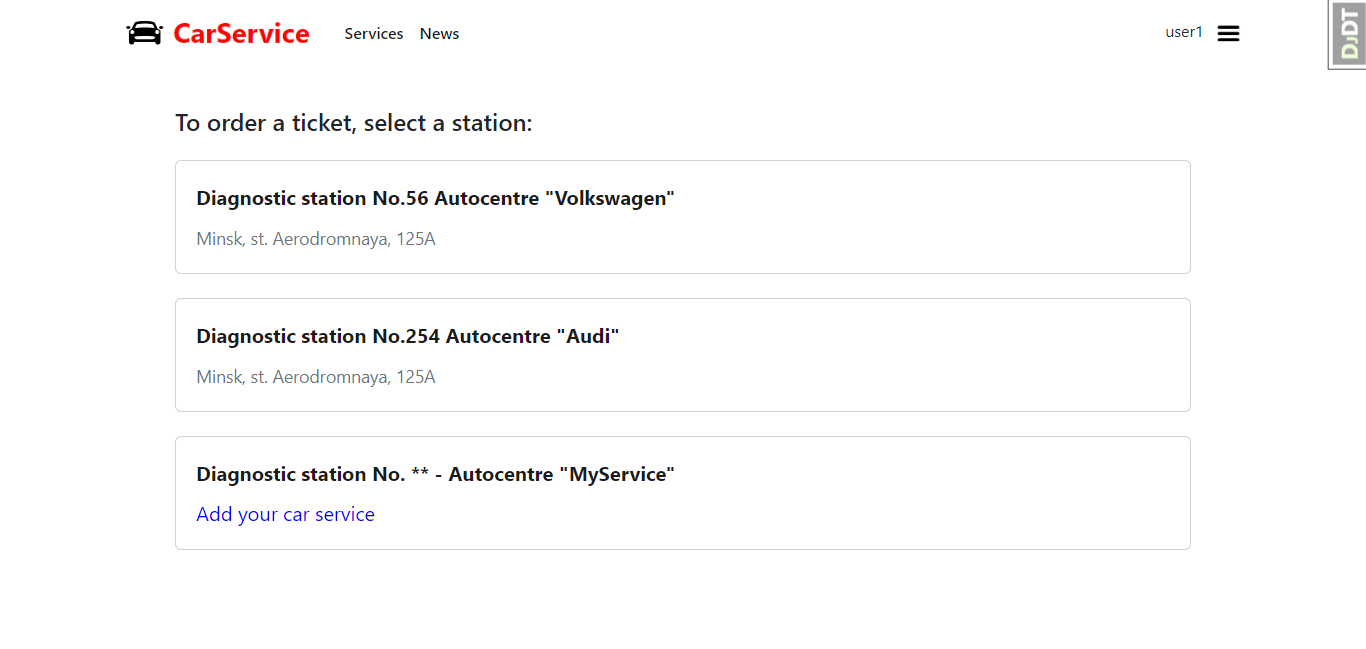 CarService
Services
News
user1
DJDT
To order a ticket, select a station:
Diagnostic station No.56 Autocentre "Volkswagen"
Minsk, st. Aerodromnaya, 125A
Diagnostic station No.254 Autocentre "Audi"
Minsk, st. Aerodromnaya, 125A
Diagnostic station No. ** - Autocentre "MyService"
Add your car service